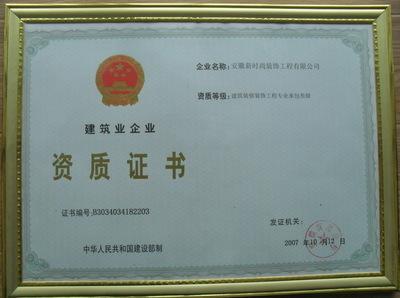 企业名称：安徽新时尚装饰工程有限公司
资质等级：建筑装修装饰工程专业承包叁级
建筑业企业
资质证书
证书编号：B3034034182203
发证机关：
2007 年 10 月 12 日
中华人民共和国建设部制